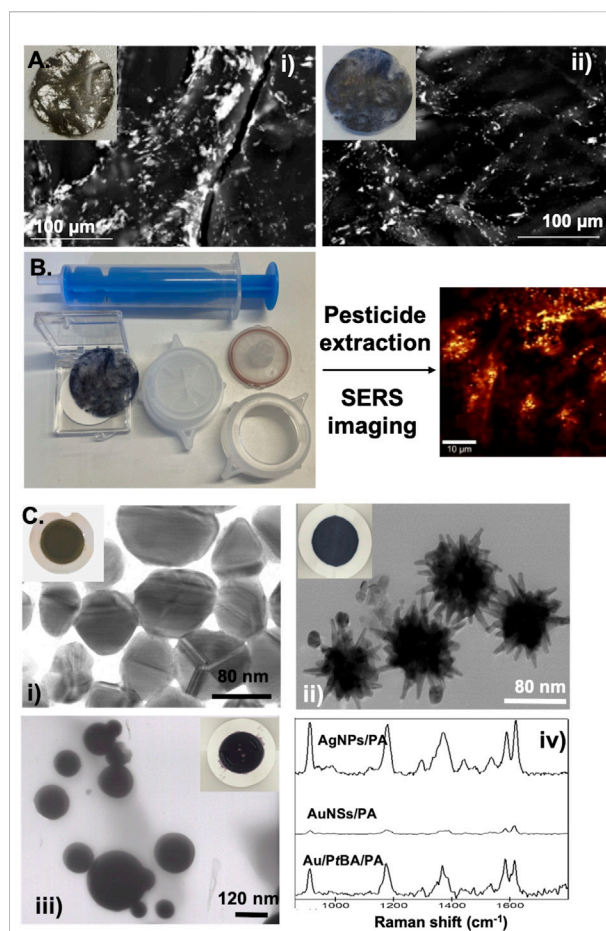 A.
i)
100 µm
ii)
100 µm
B.
Pesticide
extraction
SERS
imaging
10 µm
C.
i)
80 nm
ii)
80 nm
iii)
120 nm
iv)
AgNPs/PA
AuNSs/PA
Au/PtBA/PA
1000 1200 1400 1600
Raman shift (cm⁻¹)